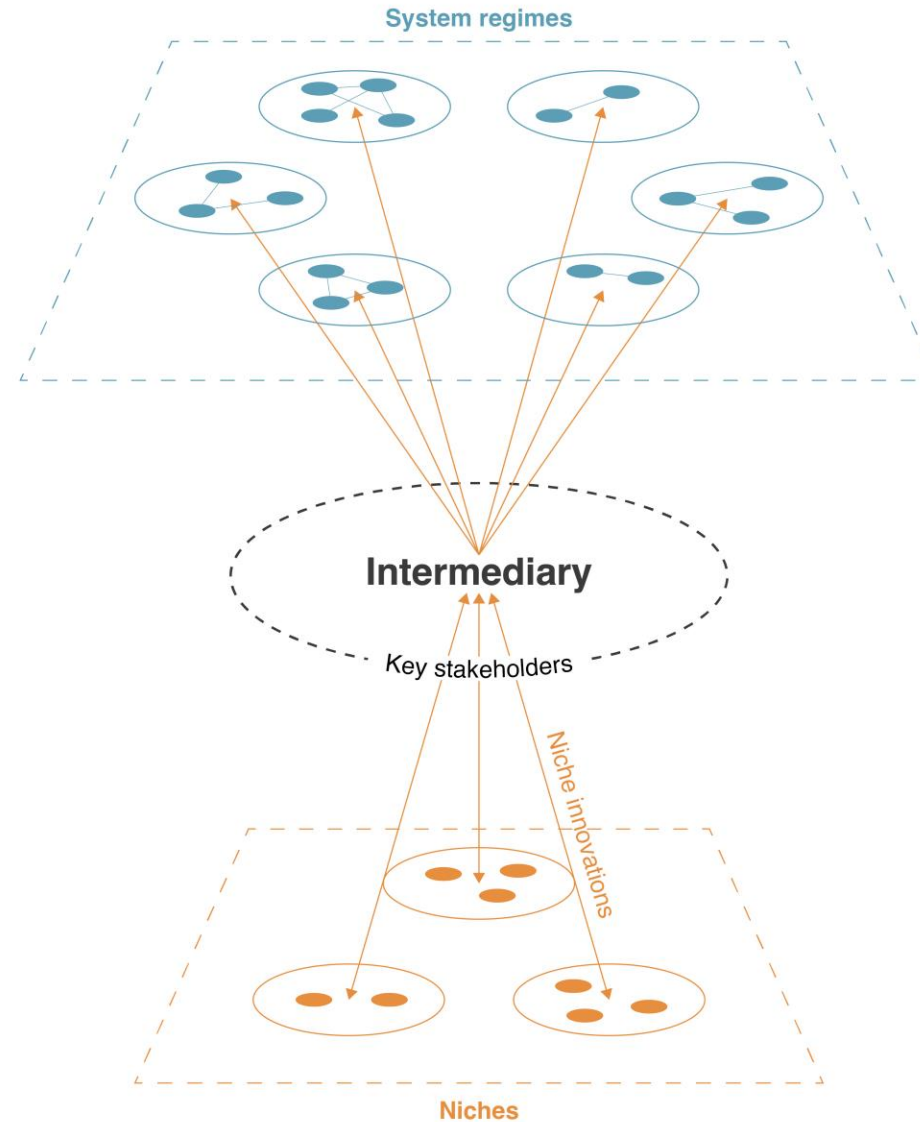 System regimes
Intermediary
Key stakeholders
Niche innovations
Niches